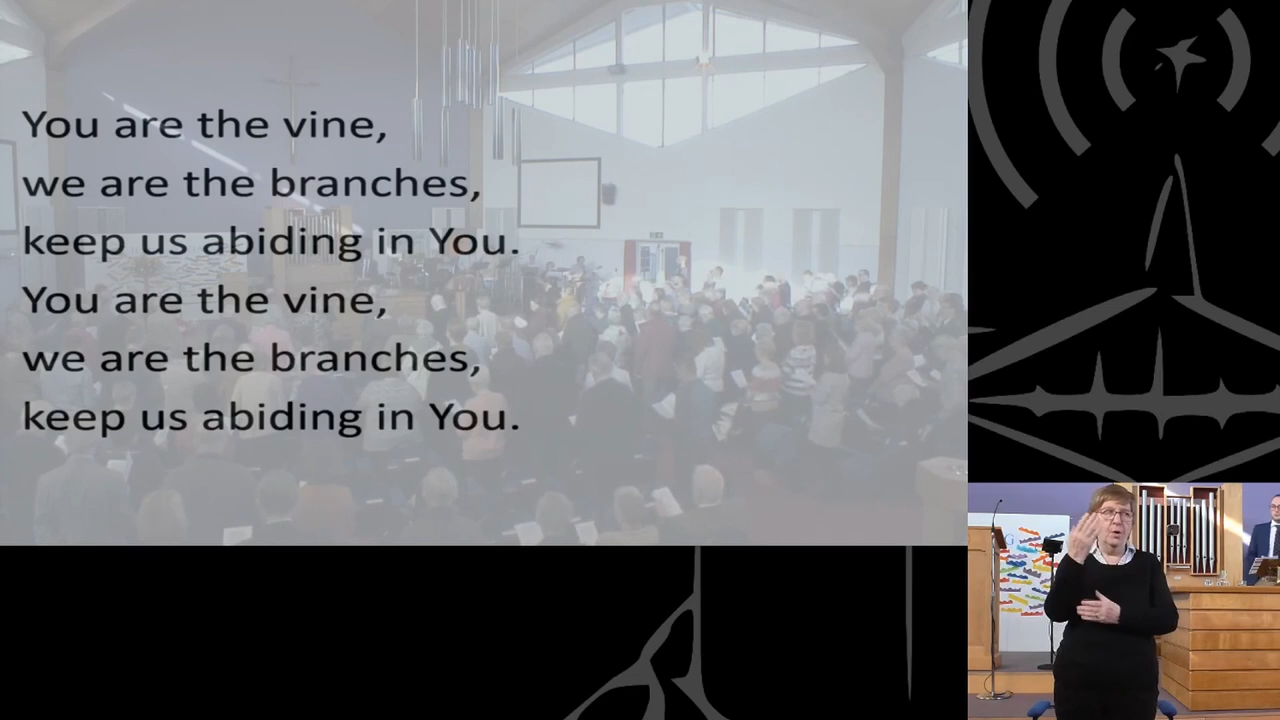 You are the vine,
we are the branches,
keep us abiding in You.
You are the vine,
we are the branches,
keep us abiding in You.